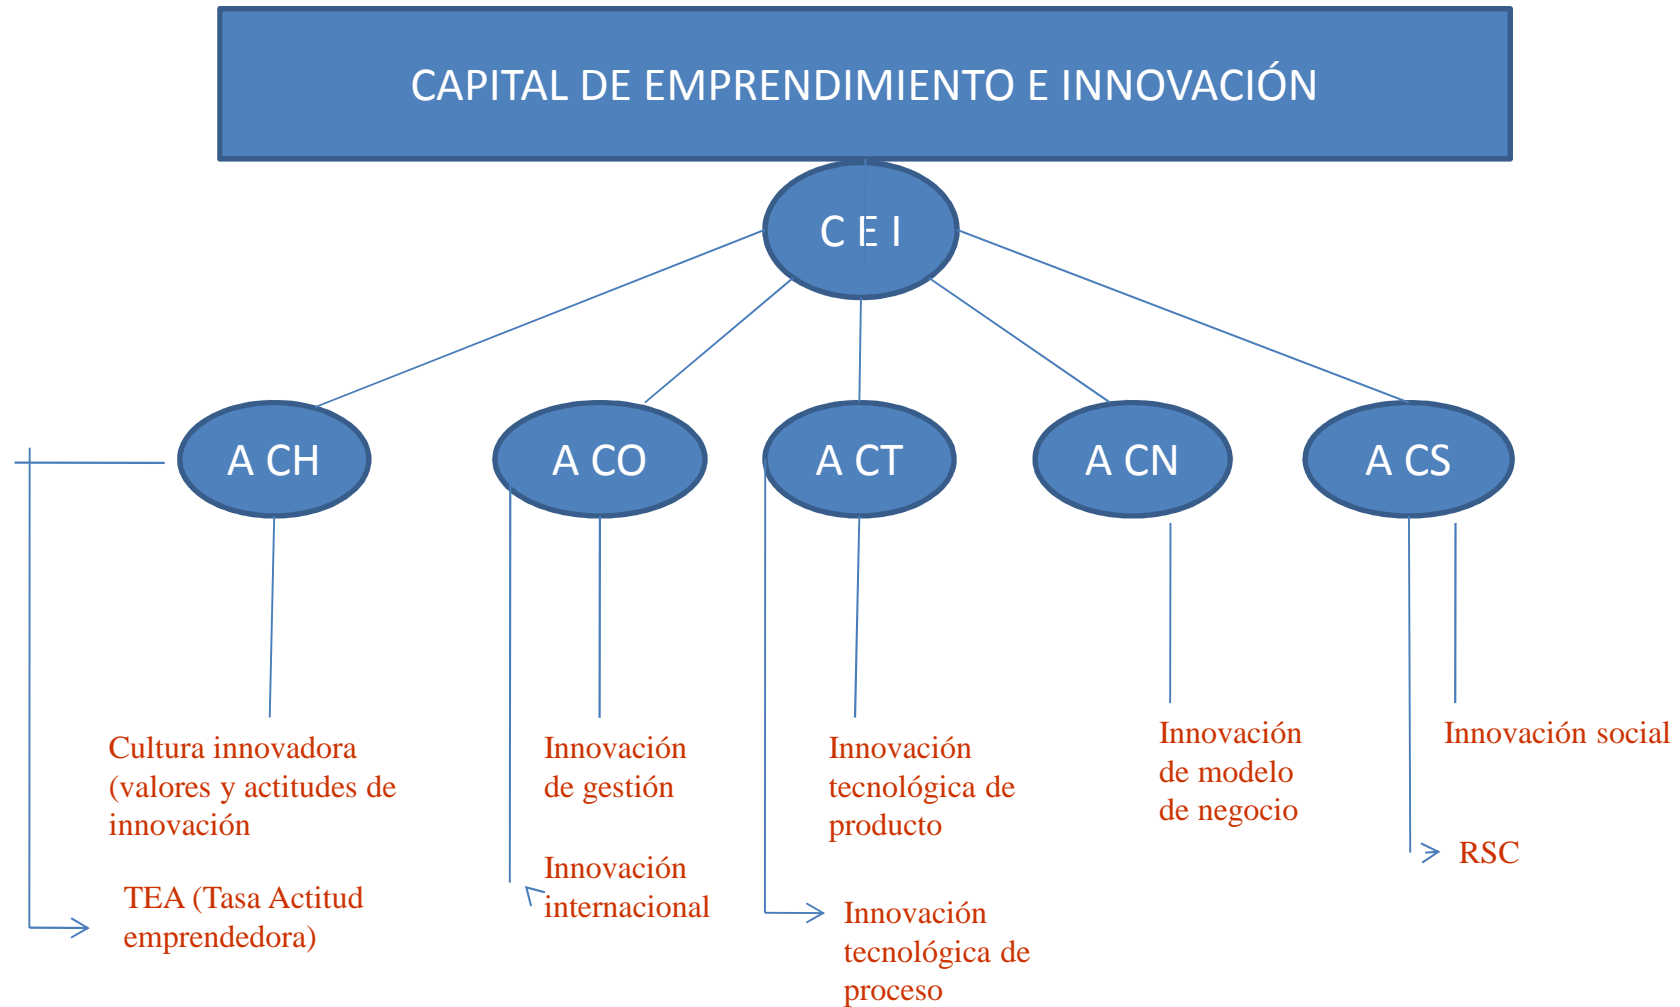 CAPITAL DE EMPRENDIMIENTO E INNOVACIÓN
C E I
A CH
A CO
A CT
A CN
A CS
Cultura innovadora
(valores y actitudes de
innovación
TEA (Tasa Actitud
emprendedora)
Innovación
de gestión
Innovación
internacional
Innovación
tecnológica de
producto
Innovación
tecnológica de
proceso
Innovación
de modelo
de negocio
Innovación social
RSC